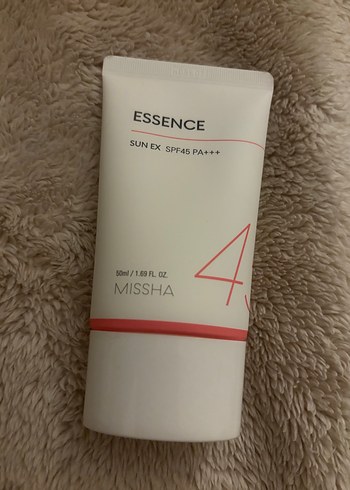 ESSENCE
SUN EX SPF45 PA+++
4
50ml / 1.69 FL. OZ.
MISSHA